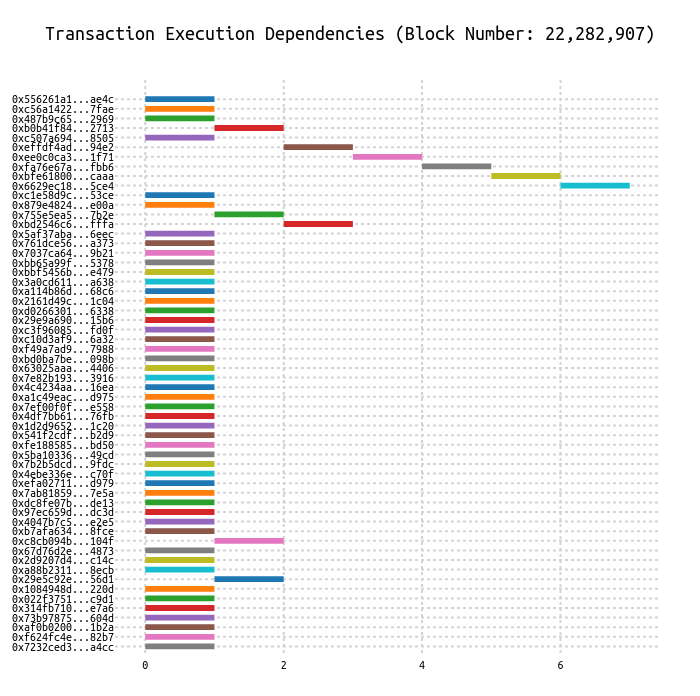 Transaction Execution Dependencies (Block Number: 22,282,907)
0x556261a1...ae4c
0xc56a1422...7fae
0x487b9c65...2969
0xb0b41f84...2713
0xc507a694...8505
0xeffdf4ad...94e2
0xee0c0ca3...1f71
0xfa76e67a...fbb6
0xbfe61800...caaa
0x6629ec18...5ce4
0xc1e58d9c...53ce
0x879e4824...e00a
0x755e5ea5...7b2e
0xbd2546c6...fffa
0x5af37aba...6eec
0x761dce56...a373
0x7037ca64...9b21
0xbb65a99f...5378
0xbbf5456b...e479
0x3a0cd611...a638
0xa114b86d...68c6
0x2161d49c...1c04
0xd0266301...6338
0x29e9a690...15b6
0xc3f96085...fd0f
0xc10d3af9...6a32
0xf49a7ad9...7988
0xbd0ba7be...098b
0x63025aaa...4406
0x7e82b193...3916
0x4c4234aa...16ea
0xa1c49eac...d975
0x7ef00f0f...e558
0x4df7bb61...76fb
0x1d2d9652...1c20
0x541f2cdf...b2d9
0xfe188585...bd50
0x5ba10336...49cd
0x7b2b5dcd...9fdc
0x4ebe336e...c70f
0xefa02711...d979
0x7ab81859...7e5a
0xdc8fe07b...de13
0x97ec659d...dc3d
0x4047b7c5...e2e5
0xb7afa634...8fce
0xc8cb094b...104f
0x67d76d2e...4873
0x2d9207d4...c14c
0xa88b2311...8ecb
0x29e5c92e...56d1
0x1084948d...220d
0x022f3751...c9d1
0x314fb710...e7a6
0x73b97875...604d
0xaf0b0200...1b2a
0xf624fc4e...82b7
0x7232ced3...a4cc
0 2 4 6